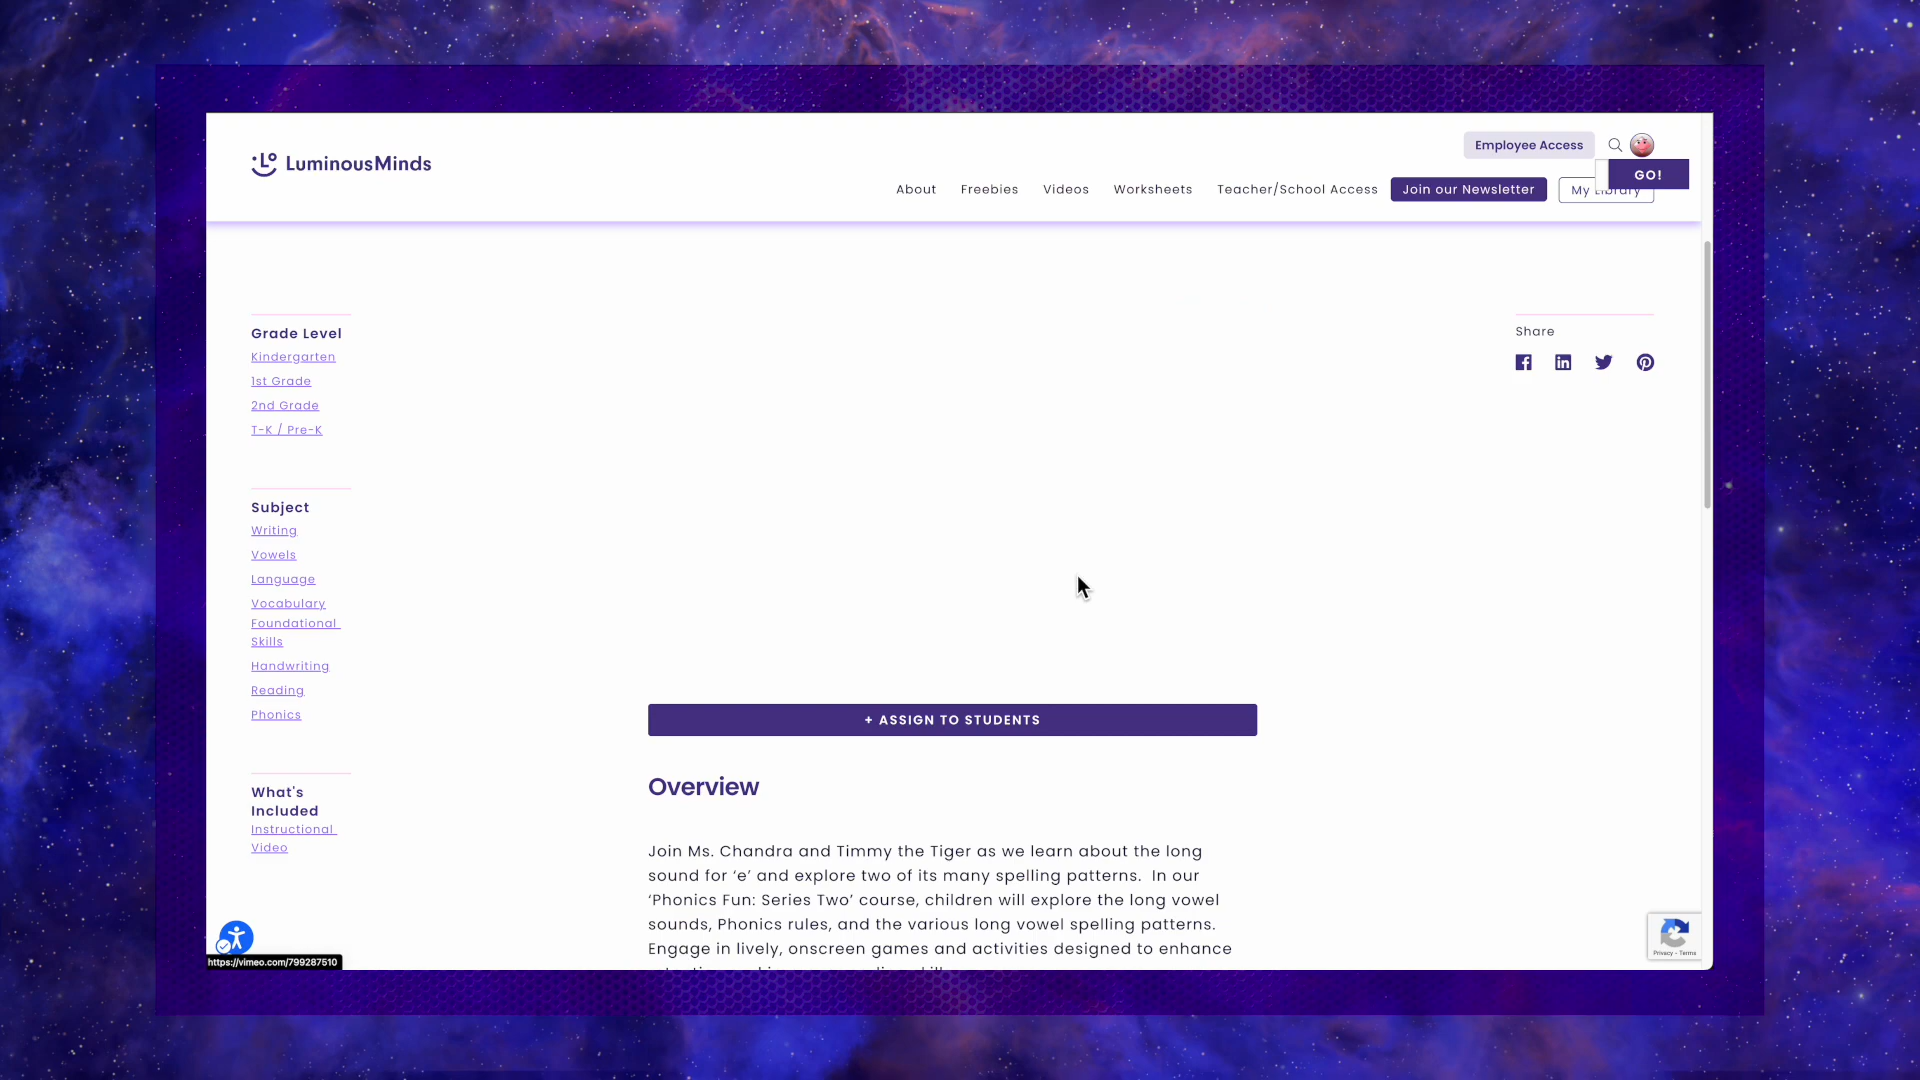 LuminousMinds
Employee Access
GO!
About Freebies Videos Worksheets Teacher/School Access Join our Newsletter My Library
Grade Level
Kindergarten
1st Grade
2nd Grade
T-K / Pre-K
Share
Subject
Writing
Vowels
Language
Vocabulary
Foundational
Skills
Handwriting
Reading
Phonics
+ ASSIGN TO STUDENTS
What's
Included
Instructional
Video
Overview
Join Ms. Chandra and Timmy the Tiger as we learn about the long
sound for ‘e’ and explore two of its many spelling patterns. In our
‘Phonics Fun: Series Two’ course, children will explore the long vowel
sounds, Phonics rules, and the various long vowel spelling patterns.
Engage in lively, onscreen games and activities designed to enhance
Privacy - Terms
https://vimeo.com/799287510